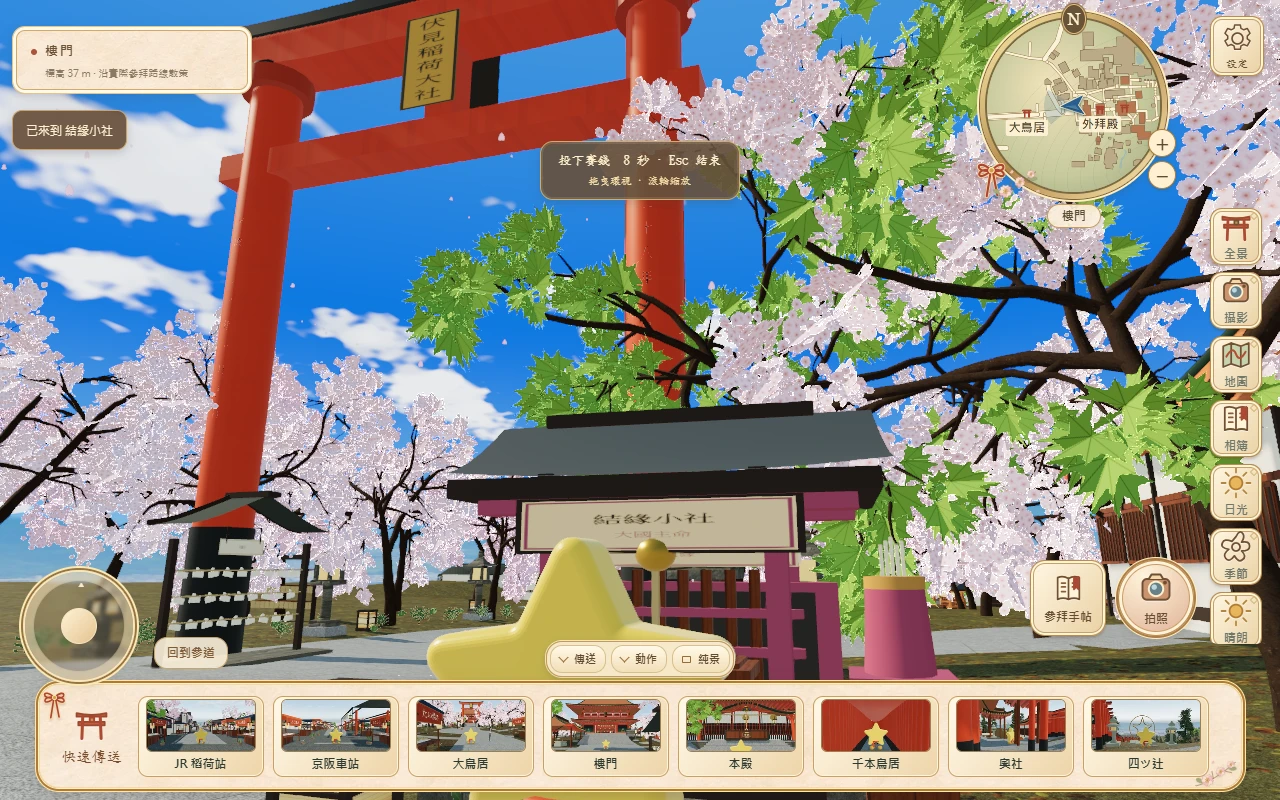 樓門
標高 37 m · 沿實際參拜路線散策
已來到 結緣小社
伏見稲荷大社
投下賽錢 8 秒 · Esc 結束
拖曳環視 · 滾輪縮放
N
大鳥居
外拜殿
+
−
樓門
設定
全景
攝影
地圖
相簿
日光
季節
晴朗
結緣小社
大國主命
參拜手帖
拍照
回到參道
傳送
動作
純景
快速傳送
JR 稻荷站
京阪車站
大鳥居
樓門
本殿
千本鳥居
奧社
四ツ辻